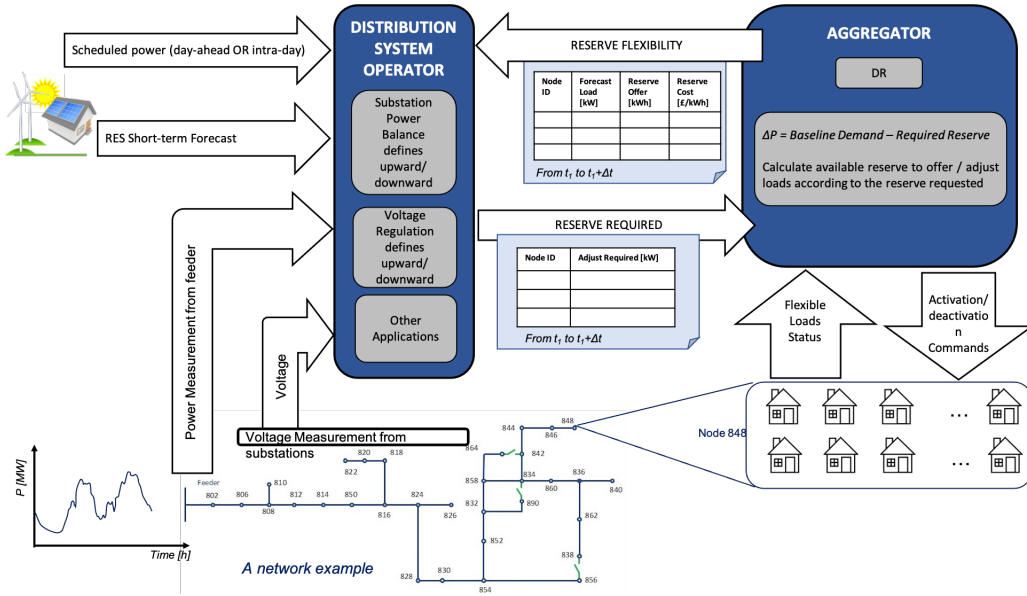 Scheduled power (day-ahead OR intra-day)
RES Short-term Forecast
Power Measurement from feeder
Voltage
DISTRIBUTION
SYSTEM
OPERATOR
Substation
Power
Balance
defines
upward/
downward
Voltage
Regulation
defines
upward/
downward
Other
Applications
RESERVE FLEXIBILITY
Node ID
Forecast Load [kW]
Reserve Offer [kWh]
Reserve Cost [£/kWh]
From t1 to t1+Δt
RESERVE REQUIRED
Node ID
Adjust Required [kW]
From t1 to t1+Δt
AGGREGATOR
DR
ΔP = Baseline Demand – Required Reserve
Calculate available reserve to offer / adjust
loads according to the reserve requested
Flexible
Loads
Status
Activation/
deactivatio
n
Commands
Node 848
...
...
Voltage Measurement from
substations
P [MW]
Time [h]
Feeder
802
806
808
810
812
814
850
816
818
820
822
824
826
828
830
854
852
832
858
864
844
846
848
842
834
890
860
836
840
862
838
856
A network example